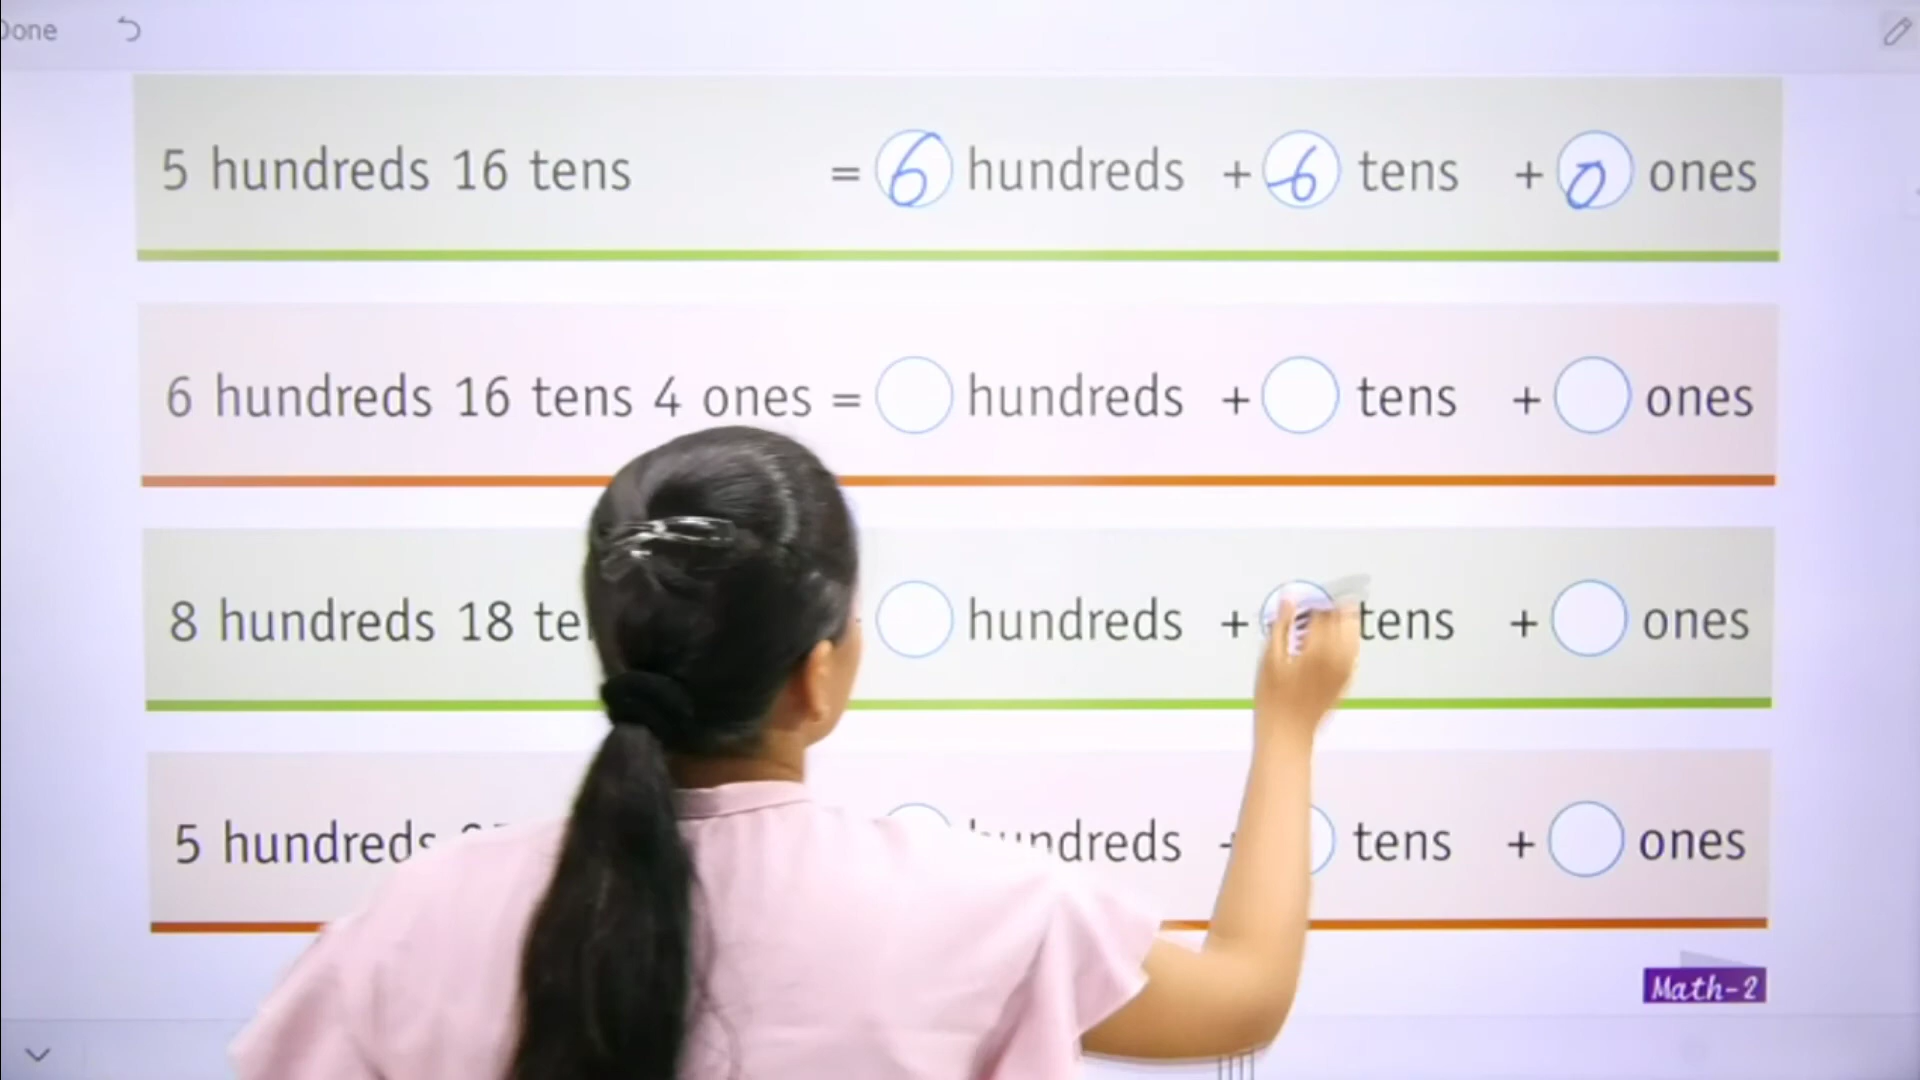 Done
5 hundreds 16 tens = 6 hundreds + 6 tens + 0 ones
6 hundreds 16 tens 4 ones = hundreds + tens + ones
8 hundreds 18 hundreds + tens + ones
5 hundreds + tens + ones
Math-2